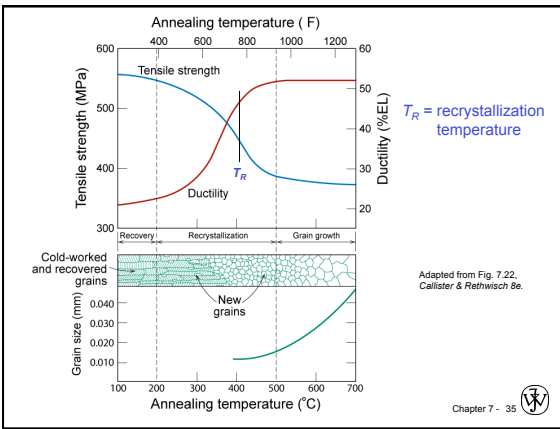 Annealing temperature ( F)
400 600 800 1000 1200
600
60
Tensile strength
50
500
Tensile strength (MPa)
40
Ductility (%EL)
T_R = recrystallization
temperature
400
30
T_R
Ductility
20
300
Recovery
Recrystallization
Grain growth
Cold-worked
and recovered
grains
New
grains
Adapted from Fig. 7.22,
Callister & Rethwisch 8e.
Grain size (mm)
0.040
0.030
0.020
0.010
100 200 300 400 500 600 700
Annealing temperature (°C)
Chapter 7 - 35